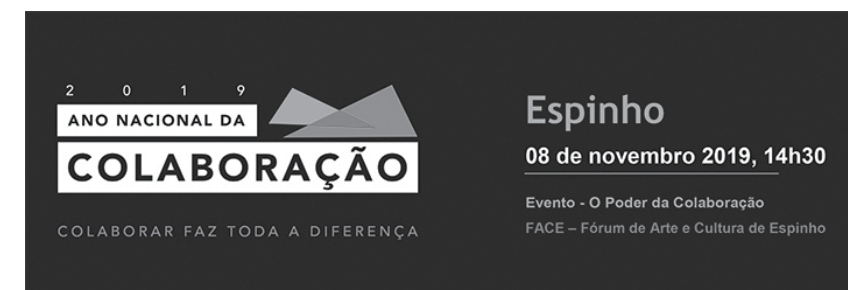 2 0 1 9
ANO NACIONAL DA
COLABORAÇÃO
COLABORAR FAZ TODA A DIFERENÇA
Espinho
08 de novembro 2019, 14h30
Evento - O Poder da Colaboração
FACE – Fórum de Arte e Cultura de Espinho